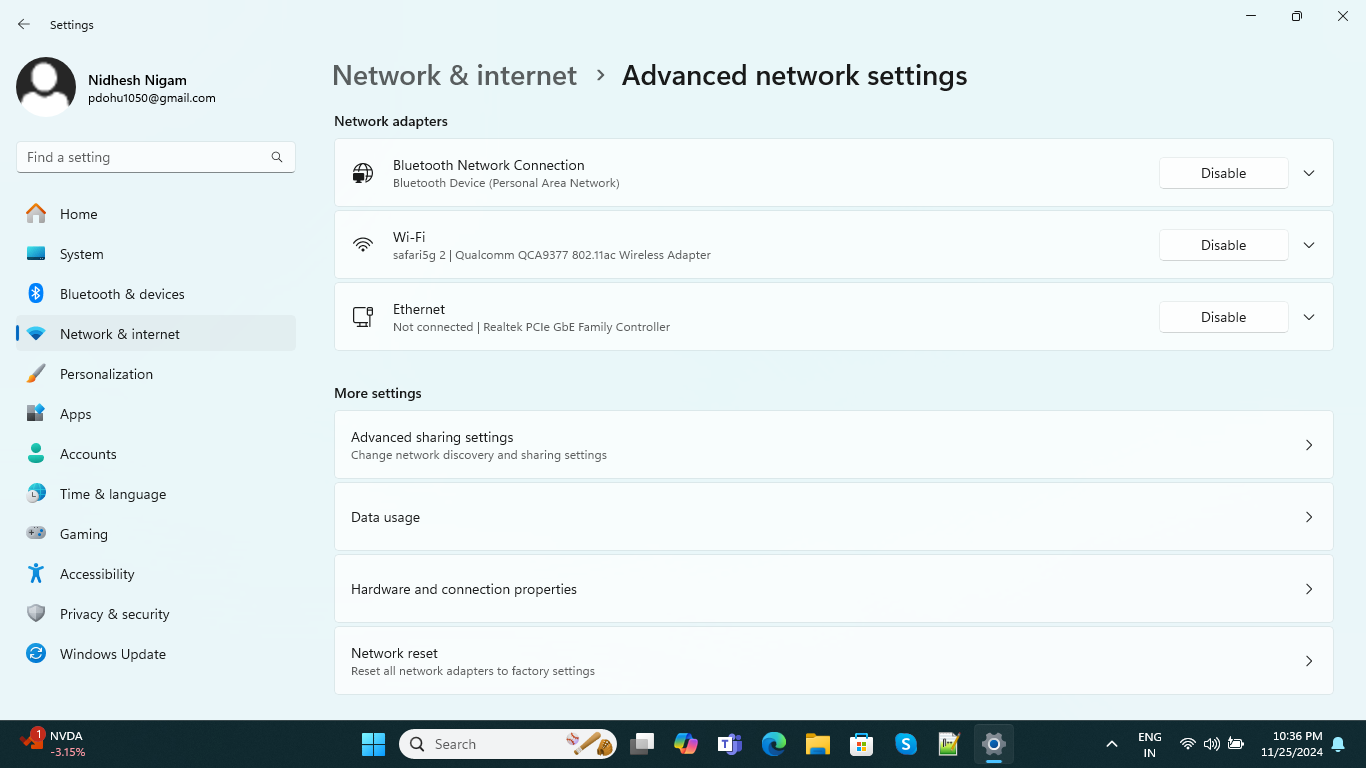 Settings
Nidhesh Nigam
pdohu1050@gmail.com
Find a setting
Home
System
Bluetooth & devices
Network & internet
Personalization
Apps
Accounts
Time & language
Gaming
Accessibility
Privacy & security
Windows Update
Network & internet > Advanced network settings
Network adapters
Bluetooth Network Connection
Bluetooth Device (Personal Area Network)
Disable
Wi-Fi
safari5g 2 | Qualcomm QCA9377 802.11ac Wireless Adapter
Disable
Ethernet
Not connected | Realtek PCIe GbE Family Controller
Disable
More settings
Advanced sharing settings
Change network discovery and sharing settings
Data usage
Hardware and connection properties
Network reset
Reset all network adapters to factory settings
1
NVDA
-3.15%
Search
ENG
IN
10:36 PM
11/25/2024